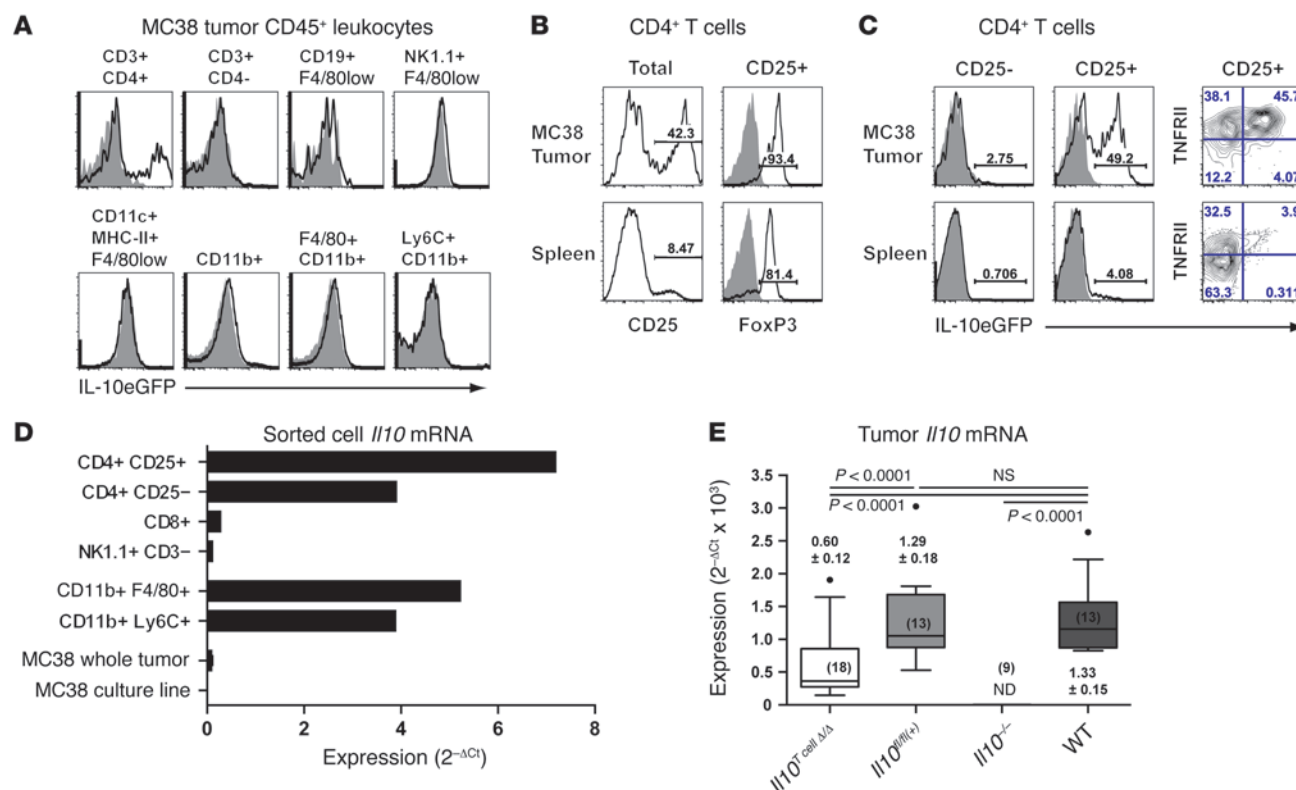 A
MC38 tumor CD45+ leukocytes
CD3+
CD4+
CD3+
CD4-
CD19+
F4/80low
NK1.1+
F4/80low
CD11c+
MHC-II+
F4/80low
CD11b+
F4/80+
CD11b+
Ly6C+
CD11b+
IL-10eGFP
B
CD4+ T cells
Total
CD25+
MC38
Tumor
42.3
93.4
Spleen
8.47
81.4
CD25
FoxP3
C
CD4+ T cells
CD25-
CD25+
CD25+
MC38
Tumor
2.75
49.2
TNFRII
38.1
45.7
12.2
4.07
Spleen
0.706
4.08
TNFRII
32.5
3.9
63.3
0.311
IL-10eGFP
D
Sorted cell Il10 mRNA
CD4+ CD25+
CD4+ CD25–
CD8+
NK1.1+ CD3–
CD11b+ F4/80+
CD11b+ Ly6C+
MC38 whole tumor
MC38 culture line
0 2 4 6 8
Expression (2–ΔCt)
E
Tumor Il10 mRNA
Expression (2–ΔCt x 10³)
3.5
3.0
2.5
2.0
1.5
1.0
0.5
0
P < 0.0001
NS
P < 0.0001
P < 0.0001
0.60
± 0.12
1.29
± 0.18
(18)
(13)
(9)
ND
(13)
1.33
± 0.15
Il10T cell Δ/Δ
Il10fl/fl(+)
Il10–/–
WT